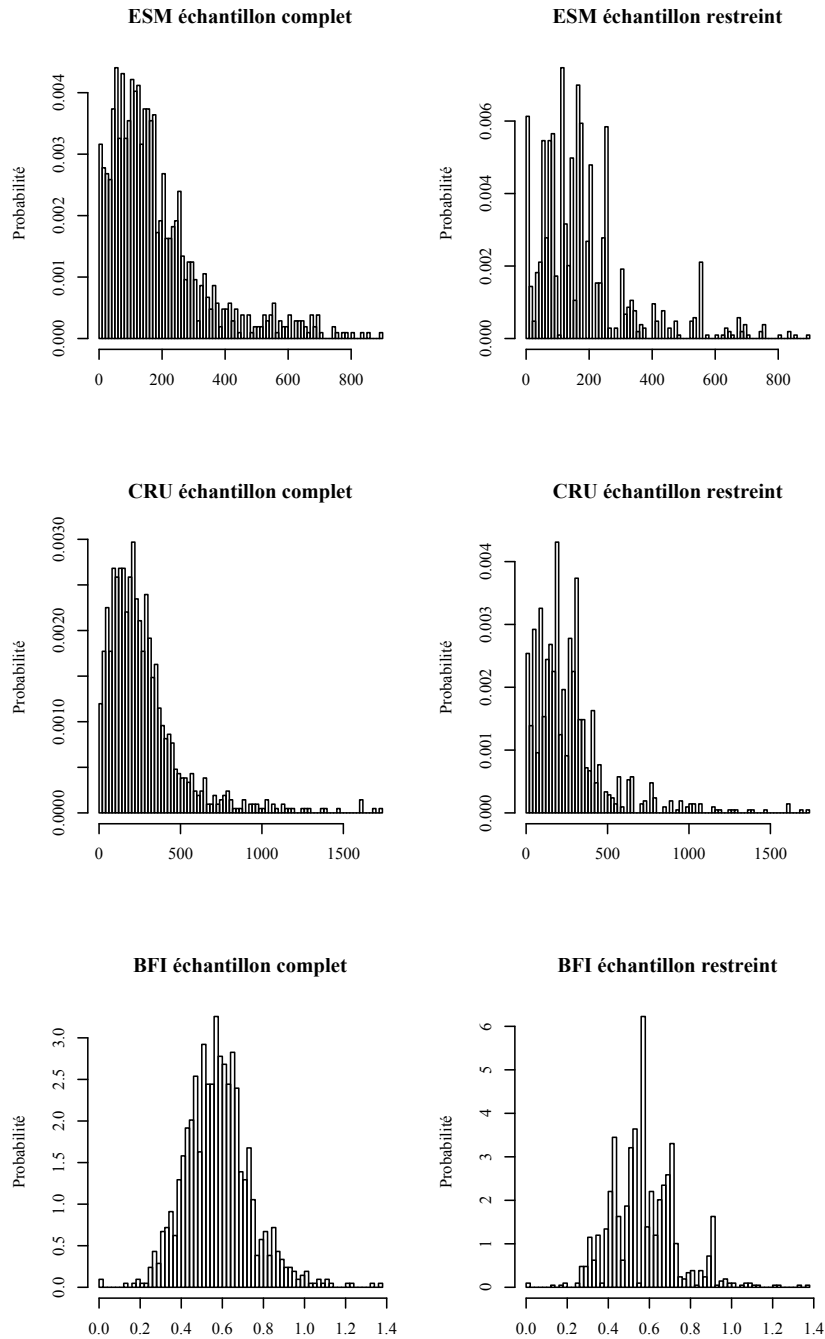 ESM échantillon complet
ESM échantillon restreint
Probabilité
0.000 0.001 0.002 0.003 0.004
0 200 400 600 800
Probabilité
0.000 0.002 0.004 0.006
0 200 400 600 800
CRU échantillon complet
CRU échantillon restreint
Probabilité
0.0000 0.0010 0.0020 0.0030
0 500 1000 1500
Probabilité
0.000 0.001 0.002 0.003 0.004
0 500 1000 1500
BFI échantillon complet
BFI échantillon restreint
Probabilité
0.0 0.5 1.0 1.5 2.0 2.5 3.0
0.0 0.2 0.4 0.6 0.8 1.0 1.2 1.4
Probabilité
0 1 2 3 4 5 6
0.0 0.2 0.4 0.6 0.8 1.0 1.2 1.4